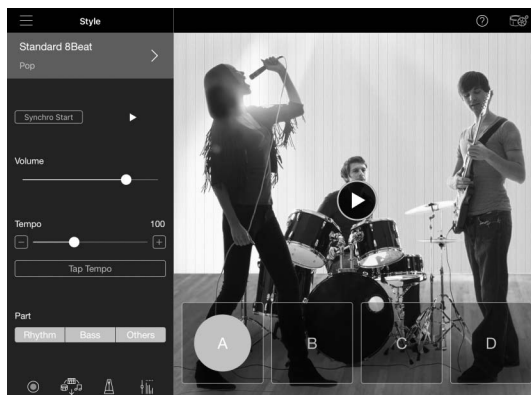 Style
Standard 8Beat
Pop
Synchro Start
Volume
Tempo 100
Tap Tempo
Part
Rhythm Bass Others
A B C D